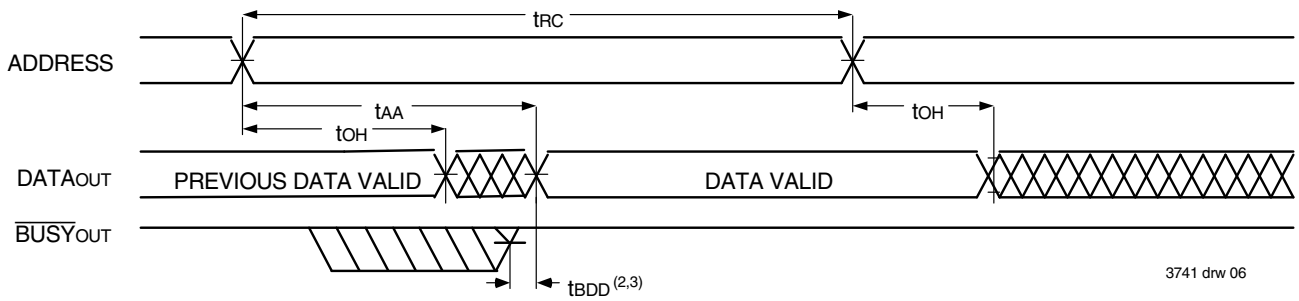 tRC
ADDRESS
tAA
tOH
tOH
DATAOUT
PREVIOUS DATA VALID
DATA VALID
BUSYOUT
tBDD (2,3)
3741 drw 06